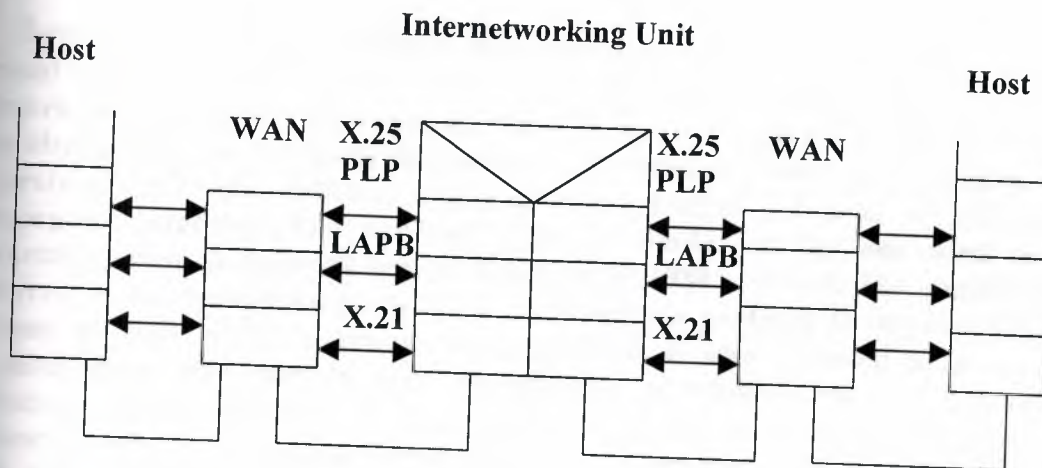 Internetworking Unit
Host
Host
WAN
X.25
PLP
X.25
PLP
WAN
LAPB
LAPB
X.21
X.21